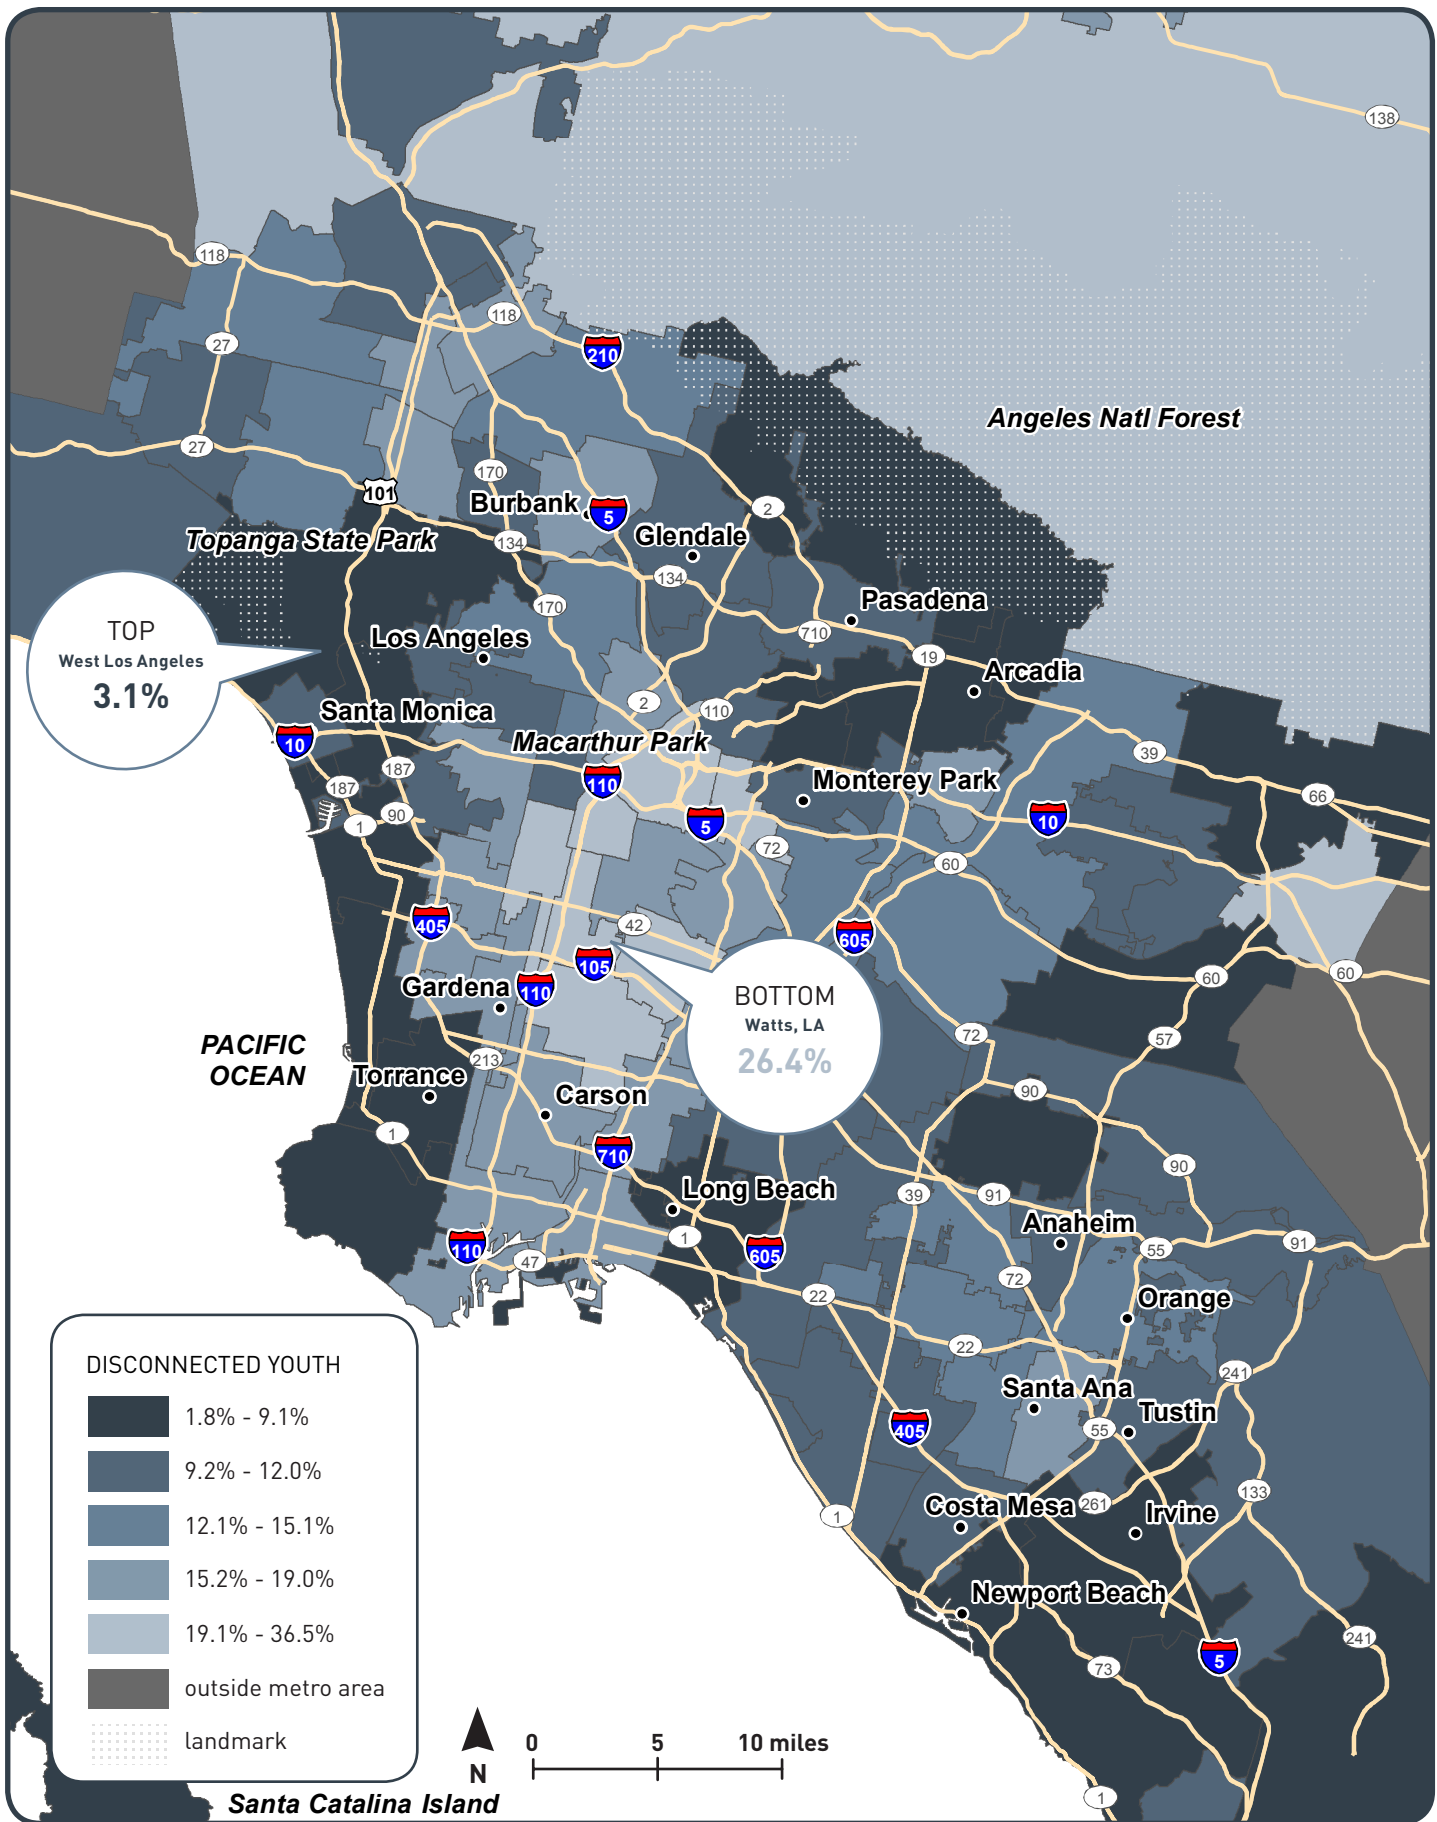 138
118
118
27
210
Angeles Natl Forest
27
170
101
Burbank
5
2
Topanga State Park
134
Glendale
134
170
Pasadena
TOP
West Los Angeles
3.1%
Los Angeles
710
19
Arcadia
2
110
Santa Monica
10
Macarthur Park
39
187
110
Monterey Park
187
66
1
90
5
10
72
60
405
42
605
105
Gardena
110
BOTTOM
Watts, LA
26.4%
60
60
72
57
PACIFIC
OCEAN
213
Torrance
Carson
90
1
710
90
Long Beach
39
91
Anaheim
110
47
1
605
55
91
72
22
Orange
22
241
Santa Ana
Tustin
405
55
133
Costa Mesa
261
Irvine
1
Newport Beach
241
5
73
1
DISCONNECTED YOUTH
1.8% - 9.1%
9.2% - 12.0%
12.1% - 15.1%
15.2% - 19.0%
19.1% - 36.5%
outside metro area
landmark
N
0 5 10 miles
Santa Catalina Island